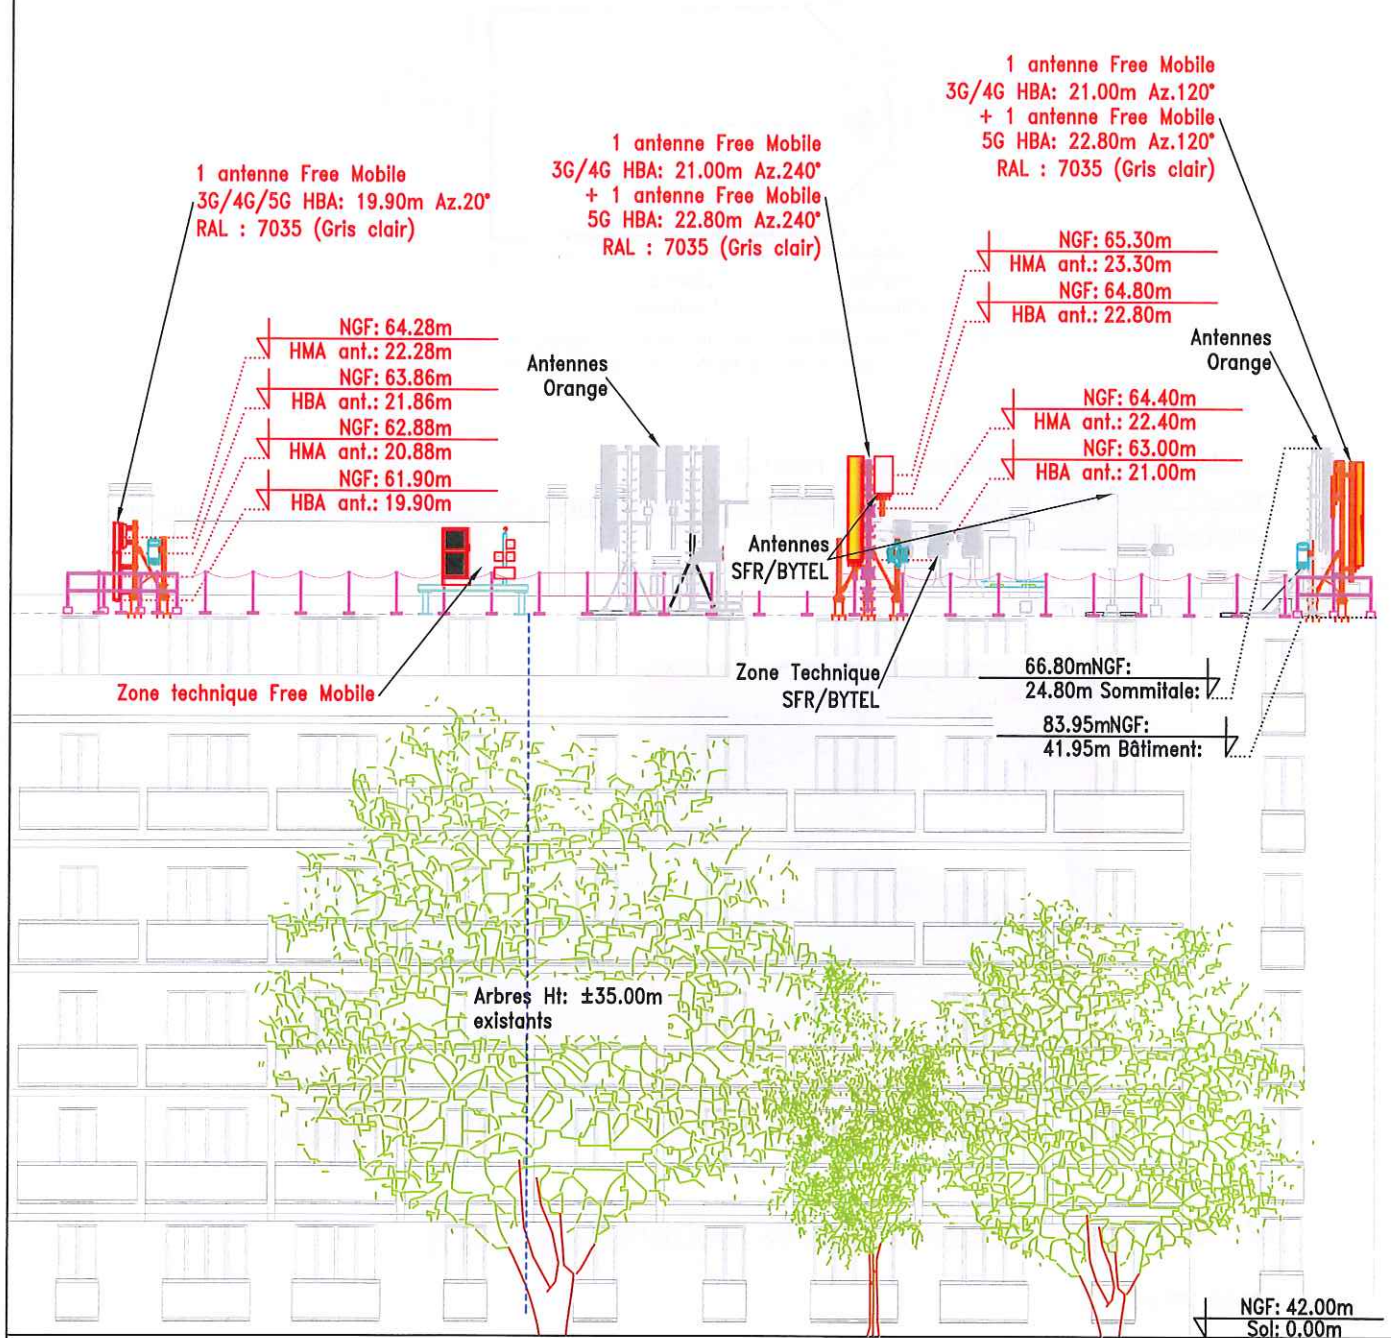 1 antenne Free Mobile
3G/4G HBA: 21.00m Az.120°
+ 1 antenne Free Mobile
5G HBA: 22.80m Az.120°
RAL : 7035 (Gris clair)
1 antenne Free Mobile
3G/4G HBA: 21.00m Az.240°
+ 1 antenne Free Mobile
5G HBA: 22.80m Az.240°
RAL : 7035 (Gris clair)
1 antenne Free Mobile
3G/4G/5G HBA: 19.90m Az.20°
RAL : 7035 (Gris clair)
NGF: 65.30m
HMA ant.: 23.30m
NGF: 64.80m
HBA ant.: 22.80m
NGF: 64.28m
HMA ant.: 22.28m
NGF: 63.86m
HBA ant.: 21.86m
NGF: 62.88m
HMA ant.: 20.88m
NGF: 61.90m
HBA ant.: 19.90m
Antennes
Orange
Antennes
Orange
NGF: 64.40m
HMA ant.: 22.40m
NGF: 63.00m
HBA ant.: 21.00m
Antennes
SFR/BYTEL
Zone technique Free Mobile
Zone Technique
SFR/BYTEL
66.80mNGF:
24.80m Sommitale:
83.95mNGF:
41.95m Bâtiment:
Arbres Ht: ±35.00m
existants
NGF: 42.00m
Sol: 0.00m